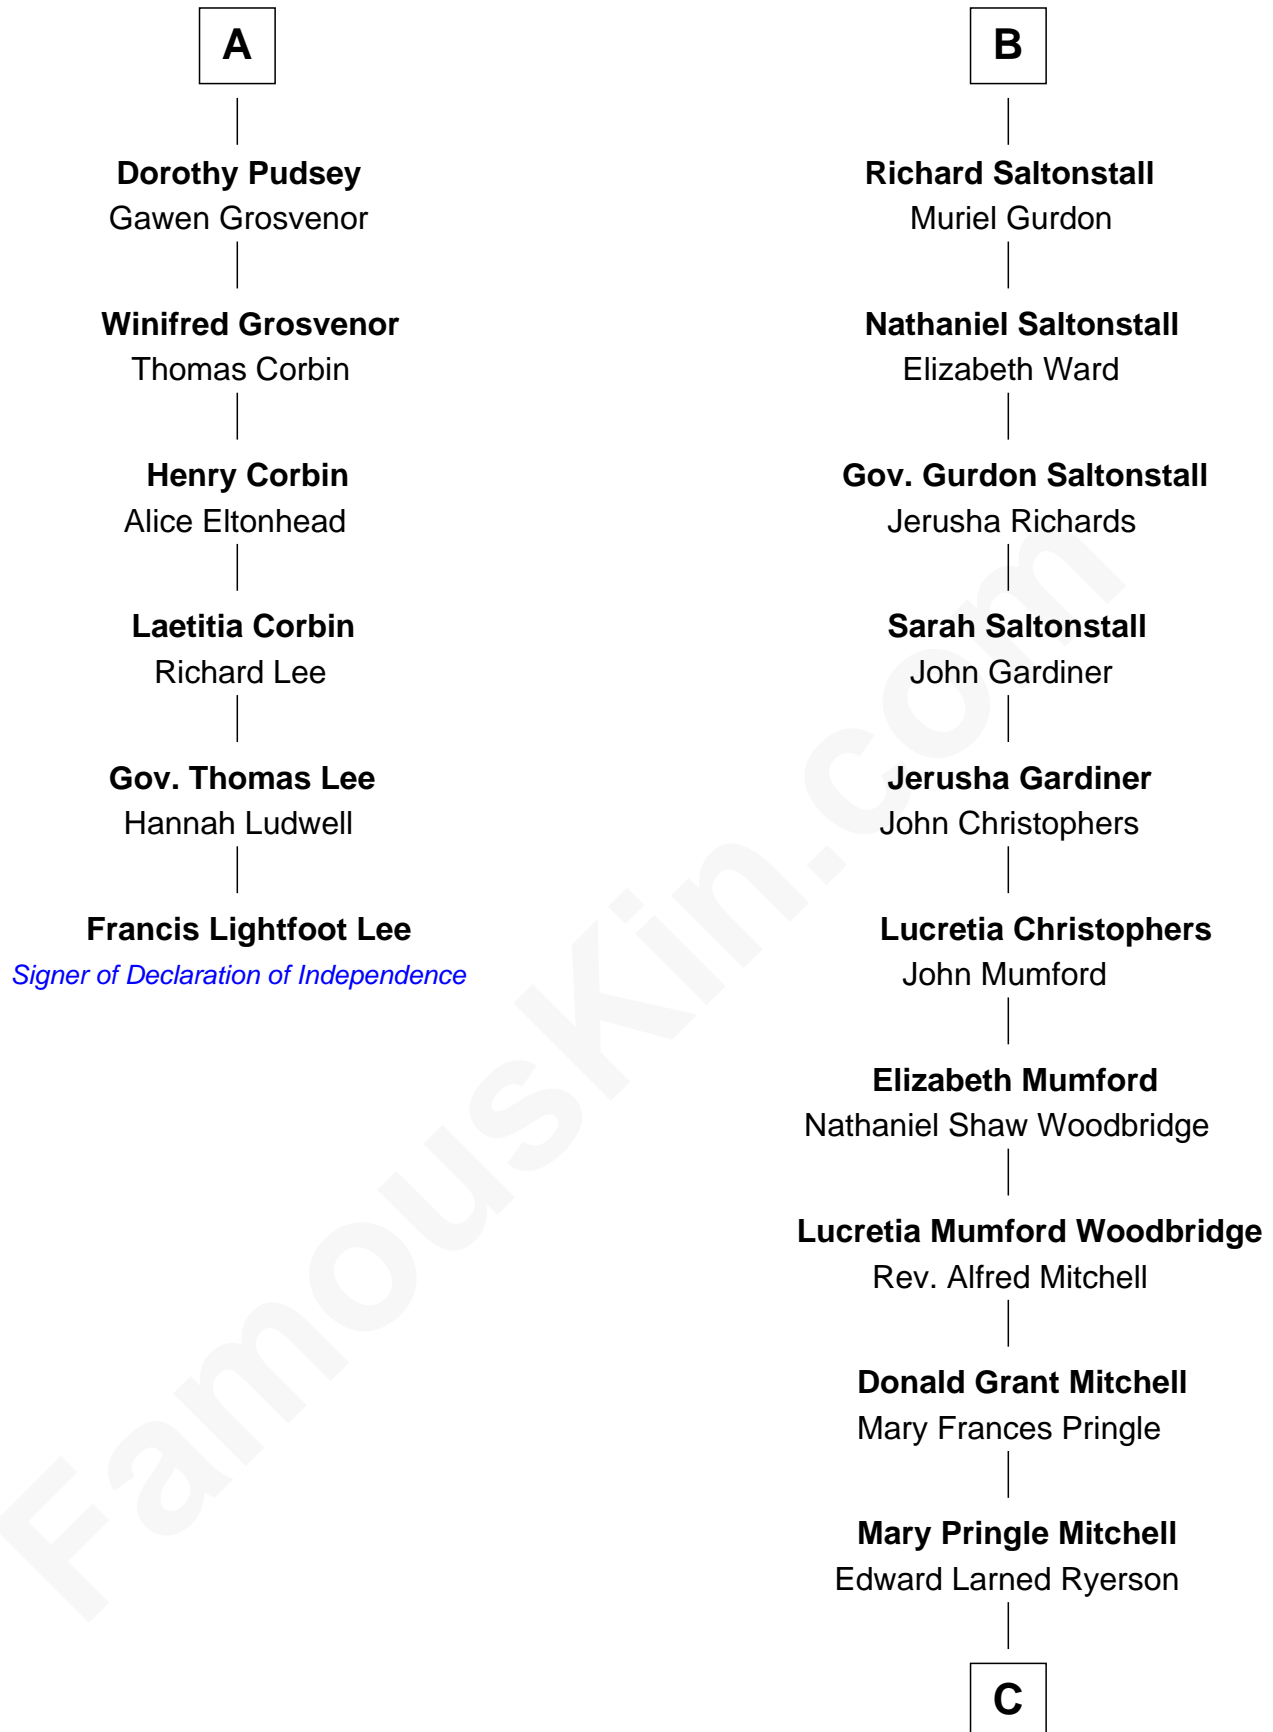 A
Dorothy Pudsey
Gawen Grosvenor
Winifred Grosvenor
Thomas Corbin
Henry Corbin
Alice Eltonhead
Laetitia Corbin
Richard Lee
Gov. Thomas Lee
Hannah Ludwell
Francis Lightfoot Lee
Signer of Declaration of Independence
B
Richard Saltonstall
Muriel Gurdon
Nathaniel Saltonstall
Elizabeth Ward
Gov. Gurdon Saltonstall
Jerusha Richards
Sarah Saltonstall
John Gardiner
Jerusha Gardiner
John Christophers
Lucretia Christophers
John Mumford
Elizabeth Mumford
Nathaniel Shaw Woodbridge
Lucretia Mumford Woodbridge
Rev. Alfred Mitchell
Donald Grant Mitchell
Mary Frances Pringle
Mary Pringle Mitchell
Edward Larned Ryerson
C
FamousKin.com